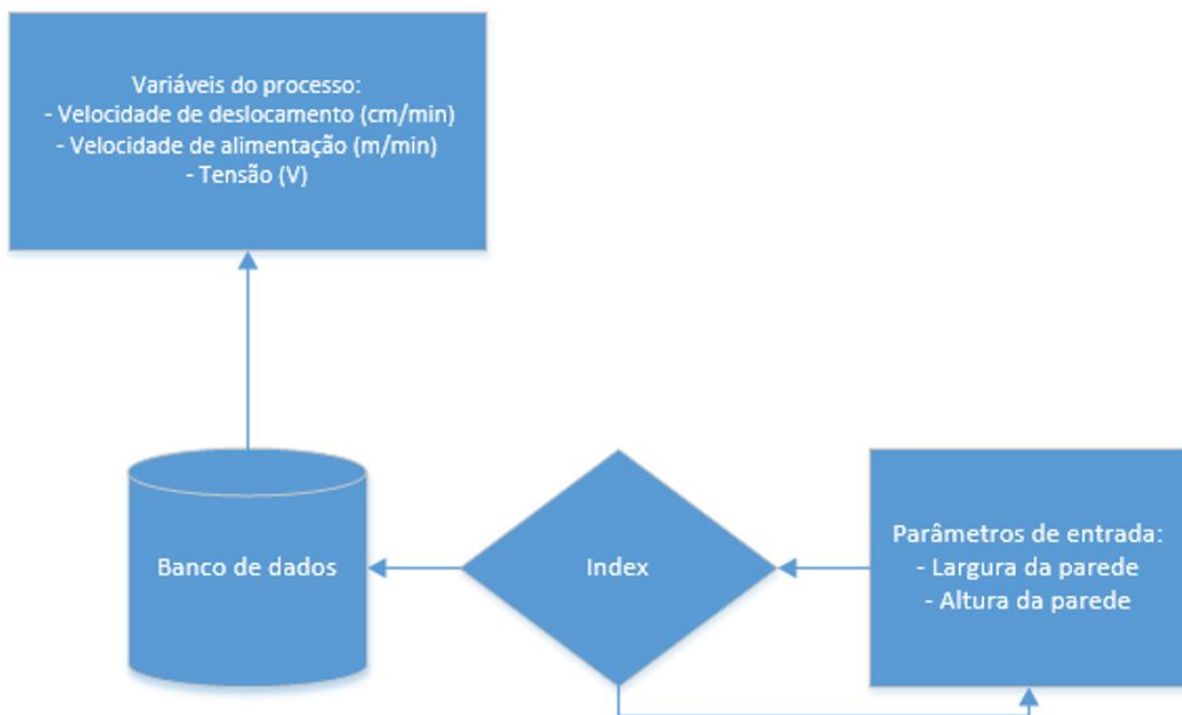 Variáveis do processo:
- Velocidade de deslocamento (cm/min)
- Velocidade de alimentação (m/min)
- Tensão (V)
Banco de dados
Index
Parâmetros de entrada:
- Largura da parede
- Altura da parede